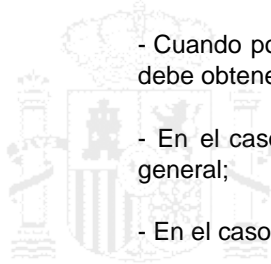 - Cuando po
debe obtene
- En el caso
general;
- En el caso